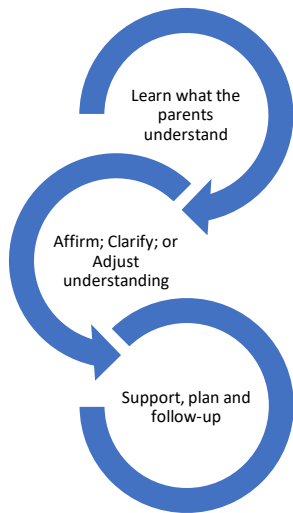 Learn what the
parents
understand
Affirm; Clarify; or
Adjust
understanding
Support, plan and
follow-up